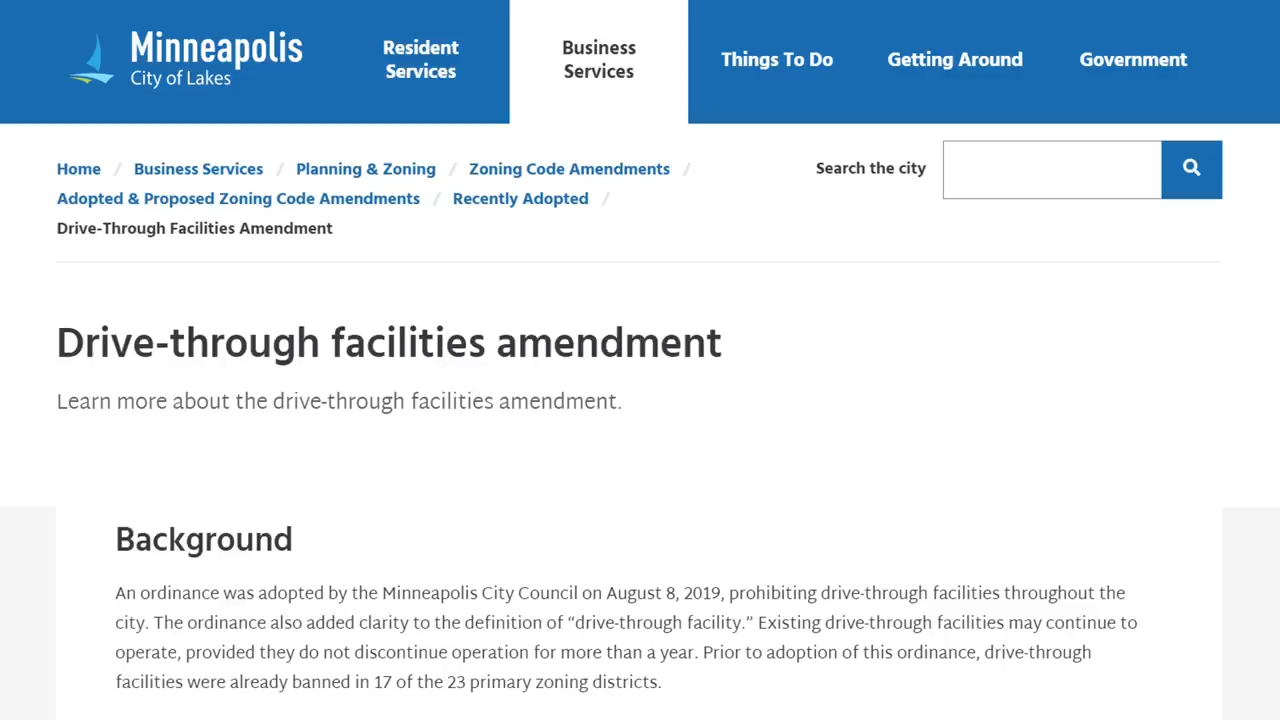 Minneapolis
City of Lakes
Resident
Services
Business
Services
Things To Do
Getting Around
Government
Home / Business Services / Planning & Zoning / Zoning Code Amendments /
Adopted & Proposed Zoning Code Amendments / Recently Adopted /
Drive-Through Facilities Amendment
Search the city
Drive-through facilities amendment
Learn more about the drive-through facilities amendment.
Background
An ordinance was adopted by the Minneapolis City Council on August 8, 2019, prohibiting drive-through facilities throughout the
city. The ordinance also added clarity to the definition of “drive-through facility.” Existing drive-through facilities may continue to
operate, provided they do not discontinue operation for more than a year. Prior to adoption of this ordinance, drive-through
facilities were already banned in 17 of the 23 primary zoning districts.